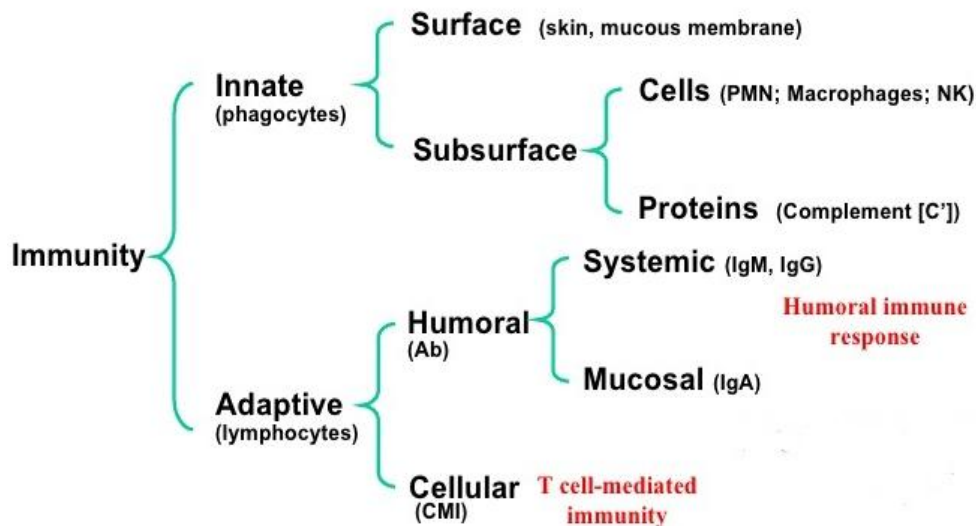 Surface (skin, mucous membrane)
Innate
(phagocytes)
Cells (PMN; Macrophages; NK)
Subsurface
Proteins (Complement [C'])
Immunity
Systemic (IgM, IgG)
Humoral immune
response
Humoral
(Ab)
Mucosal (IgA)
Adaptive
(lymphocytes)
Cellular
(CMI)
T cell-mediated
immunity